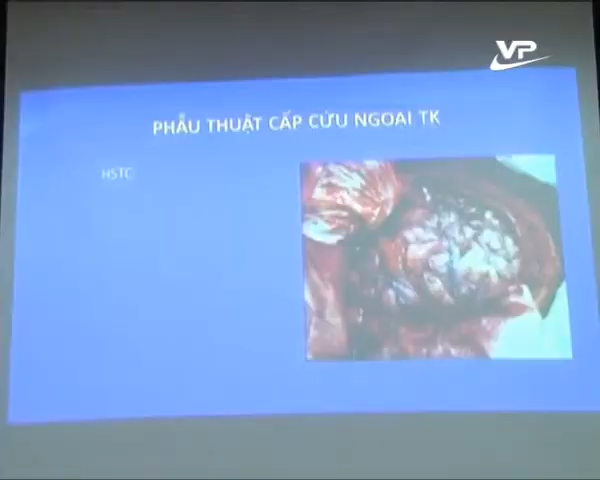 VP
PHẪU THUẬT CẤP CỨU NGOẠI TK
HSTC